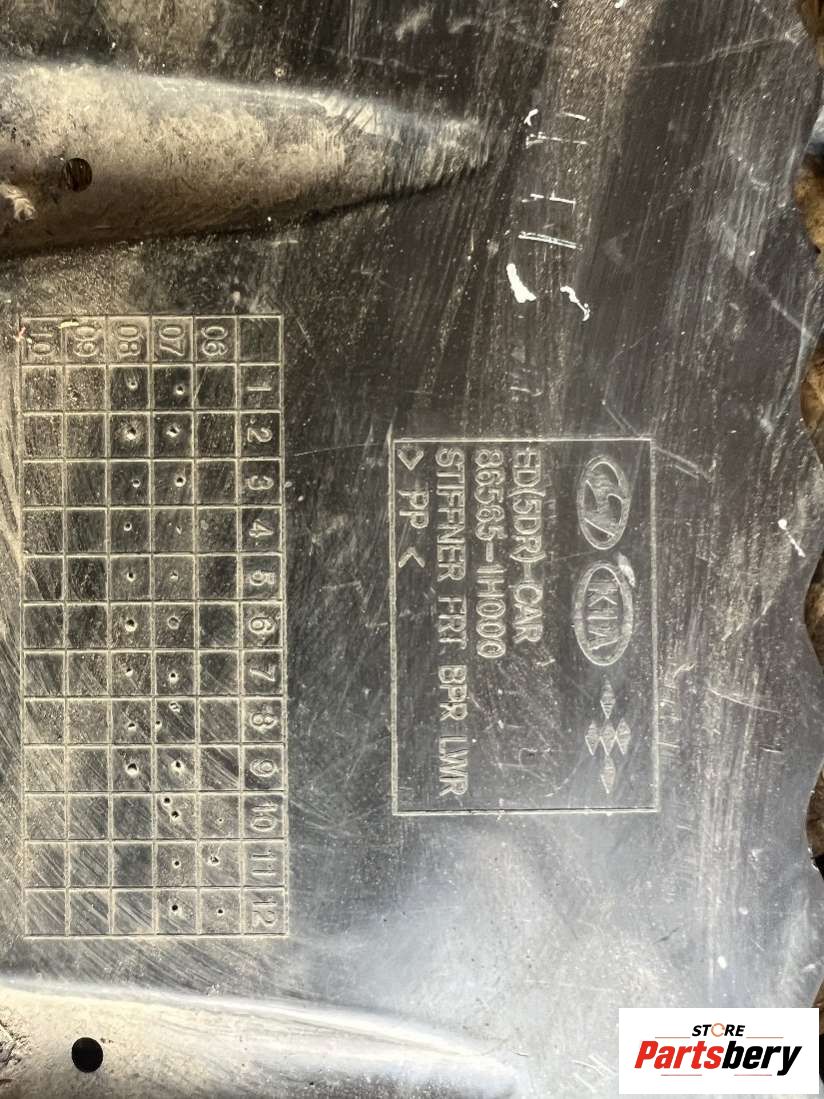 KIA
ED(5DR)-CAR
86565-1H000
STIFFNER FRT BPR LWR
>PP<
1 2 3 4 5 6 7 8 9 10 11 12
06
07
08
09
10
STORE
Partsbery